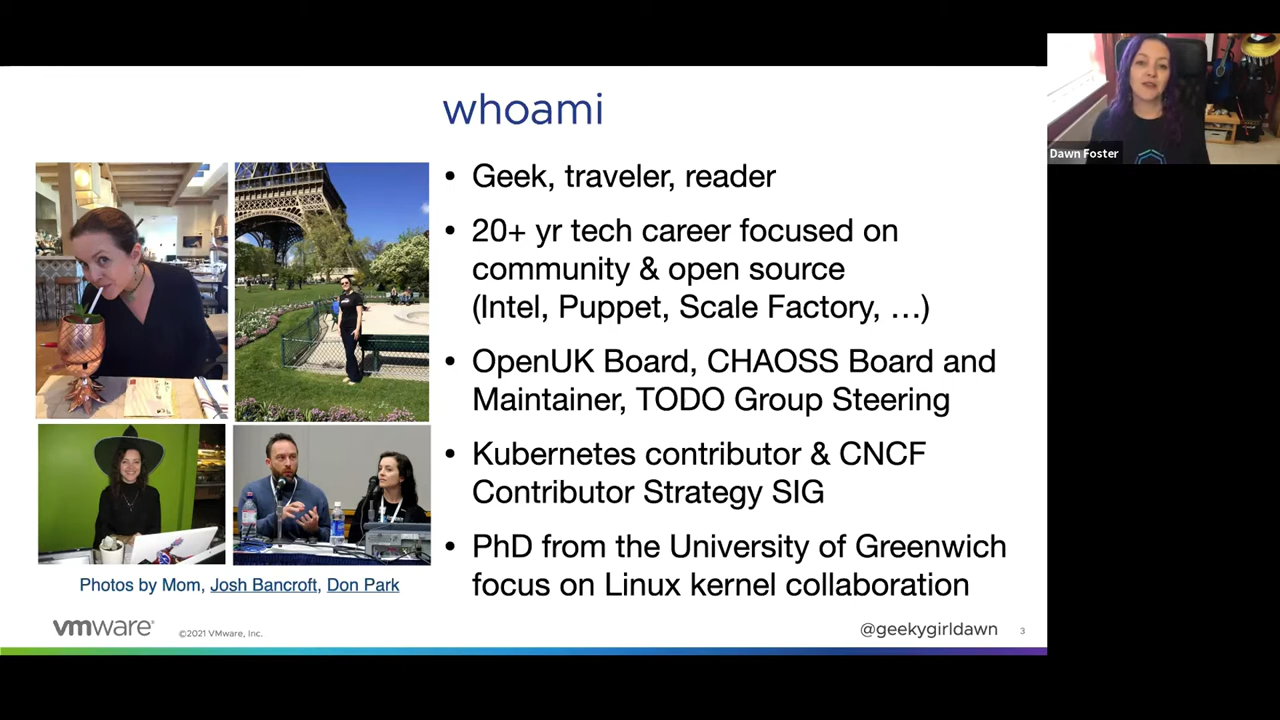 whoami
• Geek, traveler, reader
• 20+ yr tech career focused on
community & open source
(Intel, Puppet, Scale Factory, …)
• OpenUK Board, CHAOSS Board and
Maintainer, TODO Group Steering
• Kubernetes contributor & CNCF
Contributor Strategy SIG
• PhD from the University of Greenwich
focus on Linux kernel collaboration
Photos by Mom, Josh Bancroft, Don Park
vmware®
©2021 VMware, Inc.
@geekygirldawn
3
Dawn Foster